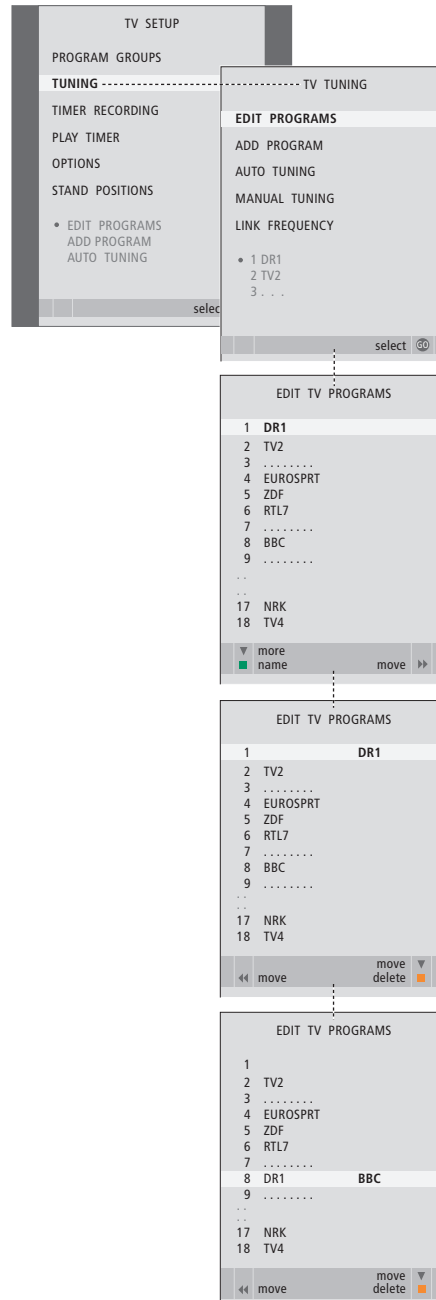 TV SETUP
PROGRAM GROUPS
TUNING
TIMER RECORDING
PLAY TIMER
OPTIONS
STAND POSITIONS
• EDIT PROGRAMS
ADD PROGRAM
AUTO TUNING
selec
TV TUNING
EDIT PROGRAMS
ADD PROGRAM
AUTO TUNING
MANUAL TUNING
LINK FREQUENCY
• 1 DR1
2 TV2
3 . . .
select GO
EDIT TV PROGRAMS
1 DR1
2 TV2
3 . . . . . . . .
4 EUROSPRT
5 ZDF
6 RTL7
7 . . . . . . . .
8 BBC
9 . . . . . . . .
. .
. .
17 NRK
18 TV4
▼ more
name move ►►
EDIT TV PROGRAMS
1 DR1
2 TV2
3 . . . . . . . .
4 EUROSPRT
5 ZDF
6 RTL7
7 . . . . . . . .
8 BBC
9 . . . . . . . .
. .
. .
17 NRK
18 TV4
move ▼
◄◄ move delete
EDIT TV PROGRAMS
1
2 TV2
3 . . . . . . . .
4 EUROSPRT
5 ZDF
6 RTL7
7 . . . . . . . .
8 DR1 BBC
9 . . . . . . . .
. .
. .
17 NRK
18 TV4
move ▼
◄◄ move delete